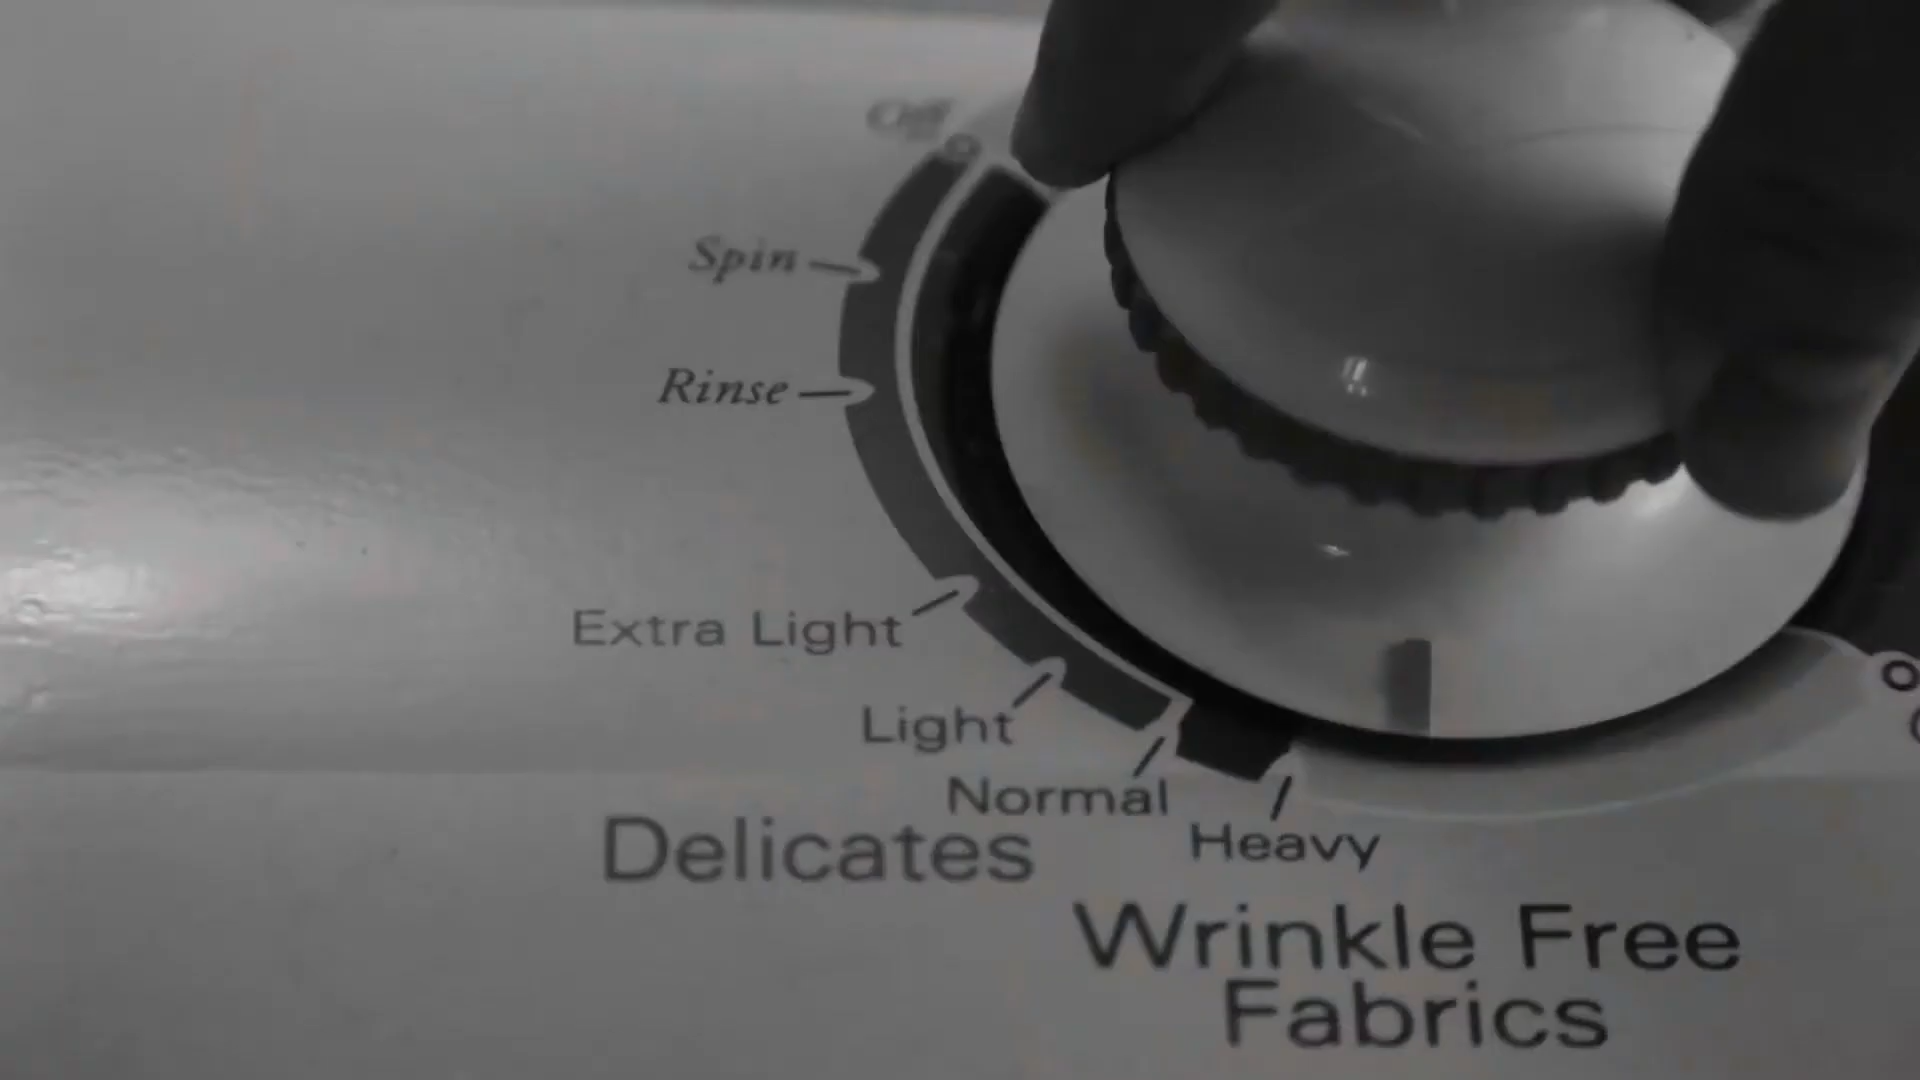 Off
Spin
Rinse
Extra Light
Light
Normal
Heavy
Delicates
Wrinkle Free
Fabrics